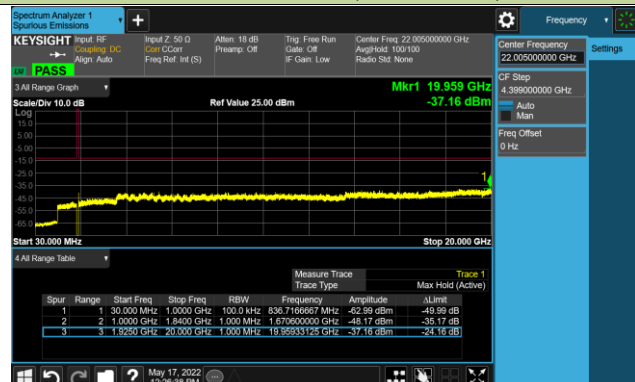 Spectrum Analyzer 1
Spurious Emissions
Frequency
KEYSIGHT Input: RF Input Z: 50 Ω Atten: 18 dB Trig: Free Run Center Freq: 22.005000000 GHz
Coupling: DC Corr CCorr Preamp: Off Gate: Off Avg|Hold: 100/100
Align: Auto Freq Ref: Int (S) IF Gain: Low Radio Std: None
PASS
Center Frequency
22.005000000 GHz
Settings
CF Step
4.399000000 GHz
Auto
Man
Freq Offset
0 Hz
3 All Range Graph
Mkr1 19.959 GHz
Scale/Div 10.0 dB Ref Value 25.00 dBm -37.16 dBm
Log
15.0
5.00
-5.00
-15.0
-25.0
-35.0
-45.0
-55.0
-65.0
1
Start 30.000 MHz Stop 20.000 GHz
4 All Range Table
Measure Trace Trace 1
Trace Type Max Hold (Active)
Spur Range Start Freq Stop Freq RBW Frequency Amplitude ΔLimit
1 1 30.000 MHz 1.0000 GHz 100.0 kHz 836.7166667 MHz -62.99 dBm -49.99 dB
2 2 1.0000 GHz 1.8400 GHz 1.000 MHz 1.670600000 GHz -48.17 dBm -35.17 dB
3 3 1.9250 GHz 20.000 GHz 1.000 MHz 19.95933125 GHz -37.16 dBm -24.16 dB
May 17, 2022